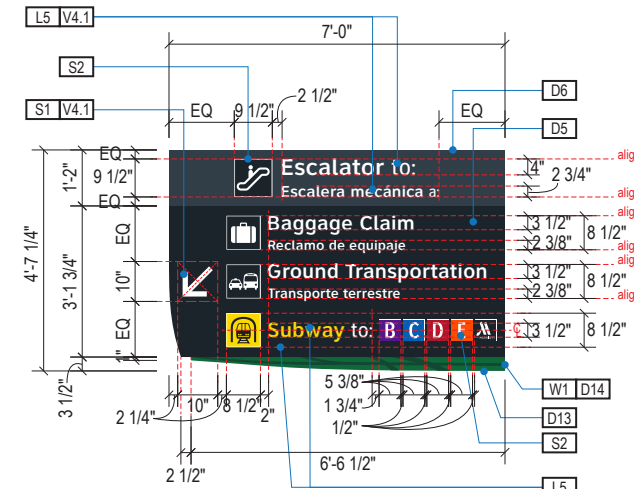 L5 V4.1
7'-0"
S2
2 1/2"
EQ 9 1/2" EQ
D6
S1 V4.1
D5
EQ
Escalator to:
4"
alig
1'-2"
9 1/2"
2 3/4"
Escalera mecánica a:
alig
EQ
EQ
Baggage Claim
3 1/2"
8 1/2"
alig
Reclamo de equipaje
2 3/8"
alig
4'-7 1/4"
3'-1 3/4"
10"
Ground Transportation
3 1/2"
8 1/2"
alig
Transporte terrestre
2 3/8"
alig
EQ
Subway to: B C D F
3 1/2"
8 1/2"
1"
3 1/2"
5 3/8"
W1 D14
2 1/4" 10" 8 1/2" 2"
1 3/4"
D13
1/2"
S2
6'-6 1/2"
2 1/2"
L5